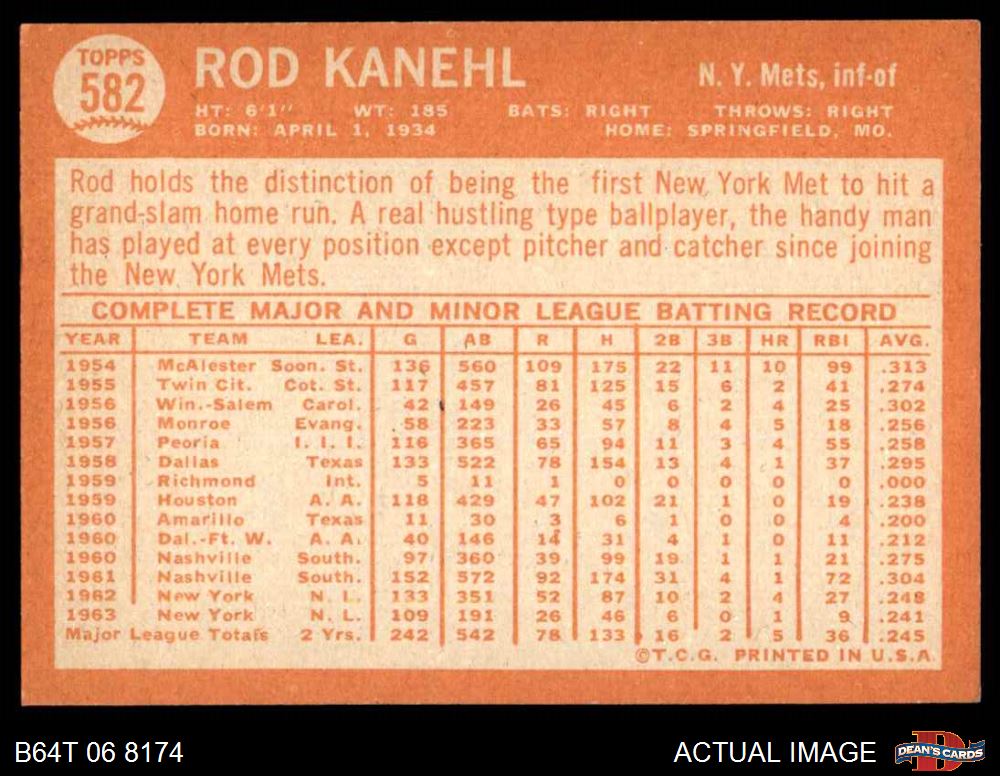 TOPPS
582
ROD KANEHL
N. Y. Mets, inf-of
HT: 6'1" WT: 185 BATS: RIGHT THROWS: RIGHT
BORN: APRIL 1, 1934 HOME: SPRINGFIELD, MO.
Rod holds the distinction of being the first New York Met to hit a
grand-slam home run. A real hustling type ballplayer, the handy man
has played at every position except pitcher and catcher since joining
the New York Mets.
COMPLETE MAJOR AND MINOR LEAGUE BATTING RECORD
YEAR TEAM LEA. G AB R H 2B 3B HR RBI AVG.
1954 McAlester Soon. St. 136 560 109 175 22 11 10 99 .313
1955 Twin Cit. Cot. St. 117 457 81 125 15 6 2 41 .274
1956 Win.-Salem Carol. 42 149 26 45 6 2 4 25 .302
1956 Monroe Evang. 58 223 33 57 8 4 5 18 .256
1957 Peoria I. I. I. 116 365 65 94 11 3 4 55 .258
1958 Dallas Texas 133 522 78 154 13 4 1 37 .295
1959 Richmond Int. 5 11 1 0 0 0 0 0 .000
1959 Houston A. A. 118 429 47 102 21 1 0 19 .238
1960 Amarillo Texas 11 30 3 6 1 0 0 4 .200
1960 Dal.-Ft. W. A. A. 40 146 14 31 4 1 0 11 .212
1960 Nashville South. 97 360 39 99 19 1 1 21 .275
1961 Nashville South. 152 572 92 174 31 4 1 72 .304
1962 New York N. L. 133 351 52 87 10 2 4 27 .248
1963 New York N. L. 109 191 26 46 6 0 1 9 .241
Major League Totals 2 Yrs. 242 542 78 133 16 2 5 36 .245
©T.C.G. PRINTED IN U.S.A.
B64T 06 8174
ACTUAL IMAGE
DEAN'S CARDS